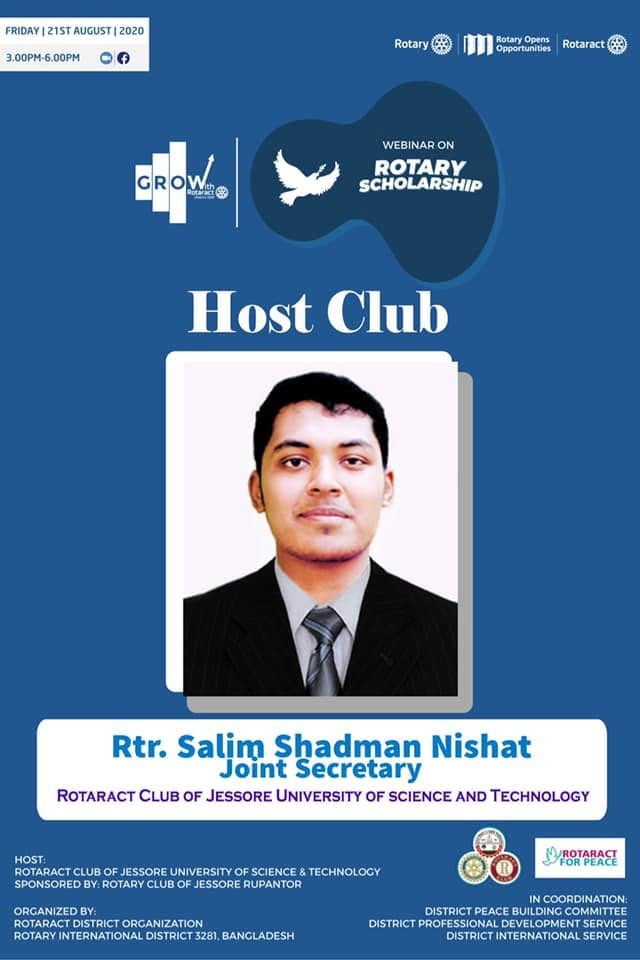 FRIDAY | 21ST AUGUST | 2020
3.00PM-6.00PM
Rotary
Rotary Opens
Opportunities
Rotaract
GROWith
Rotaract
WEBINAR ON
ROTARY
SCHOLARSHIP
Host Club
Rtr. Salim Shadman Nishat
Joint Secretary
ROTARACT CLUB OF JESSORE UNIVERSITY OF SCIENCE AND TECHNOLOGY
HOST:
ROTARACT CLUB OF JESSORE UNIVERSITY OF SCIENCE & TECHNOLOGY
SPONSORED BY: ROTARY CLUB OF JESSORE RUPANTOR
ORGANIZED BY:
ROTARACT DISTRICT ORGANIZATION
ROTARY INTERNATIONAL DISTRICT 3281, BANGLADESH
ROTARACT
FOR PEACE
IN COORDINATION:
DISTRICT PEACE BUILDING COMMITTEE
DISTRICT PROFESSIONAL DEVELOPMENT SERVICE
DISTRICT INTERNATIONAL SERVICE